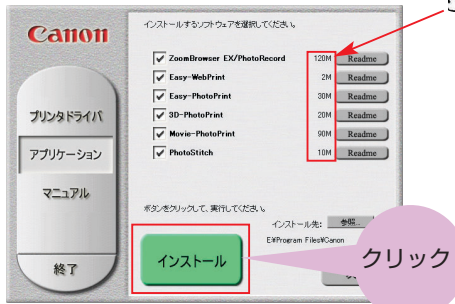 Canon
インストールするソフトウェアを選択してください。
ZoomBrowser EX/PhotoRecord 120M Readme
Easy-WebPrint 2M Readme
Easy-PhotoPrint 30M Readme
3D-PhotoPrint 20M Readme
Movie-PhotoPrint 90M Readme
PhotoStitch 10M Readme
プリンタドライバ
アプリケーション
マニュアル
終了
ボタンをクリックして、実行してください。
インストール先: 参照...
E:¥Program Files¥Canon
インストール
クリック